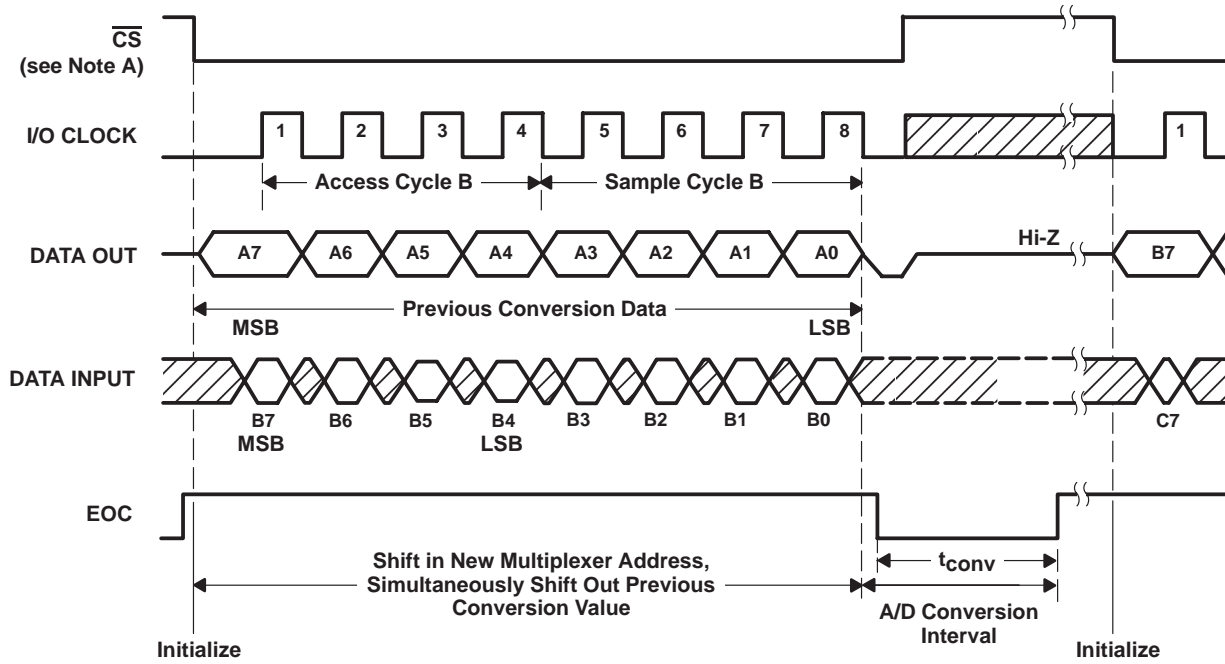 CS
(see Note A)
I/O CLOCK
1 2 3 4 5 6 7 8 1
Access Cycle B Sample Cycle B
DATA OUT
A7 A6 A5 A4 A3 A2 A1 A0 Hi-Z B7
Previous Conversion Data
MSB LSB
DATA INPUT
B7 B6 B5 B4 B3 B2 B1 B0 C7
MSB LSB
EOC
Shift in New Multiplexer Address,
Simultaneously Shift Out Previous
Conversion Value
tconv
A/D Conversion
Interval
Initialize Initialize